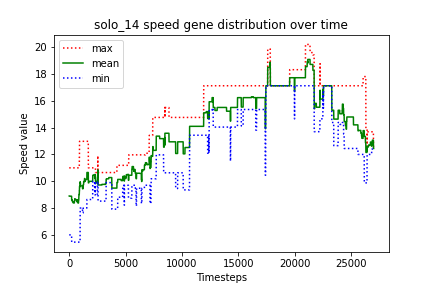 solo_14 speed gene distribution over time
max
mean
min
Speed value
20
18
16
14
12
10
8
6
0
5000
10000
15000
20000
25000
Timesteps